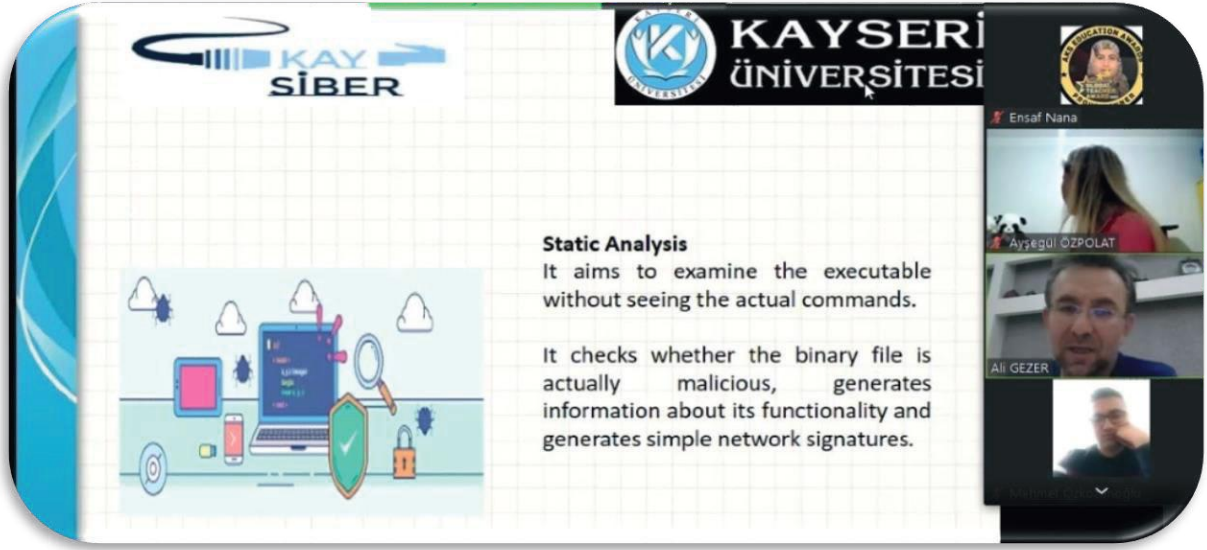 KAY
SİBER
KAYSERİ
ÜNİVERSİTESİ
Ensaf Nana
Ayşegül ÖZPOLAT
Ali GEZER
Static Analysis
It aims to examine the executable
without seeing the actual commands.
It checks whether the binary file is
actually malicious, generates
information about its functionality and
generates simple network signatures.